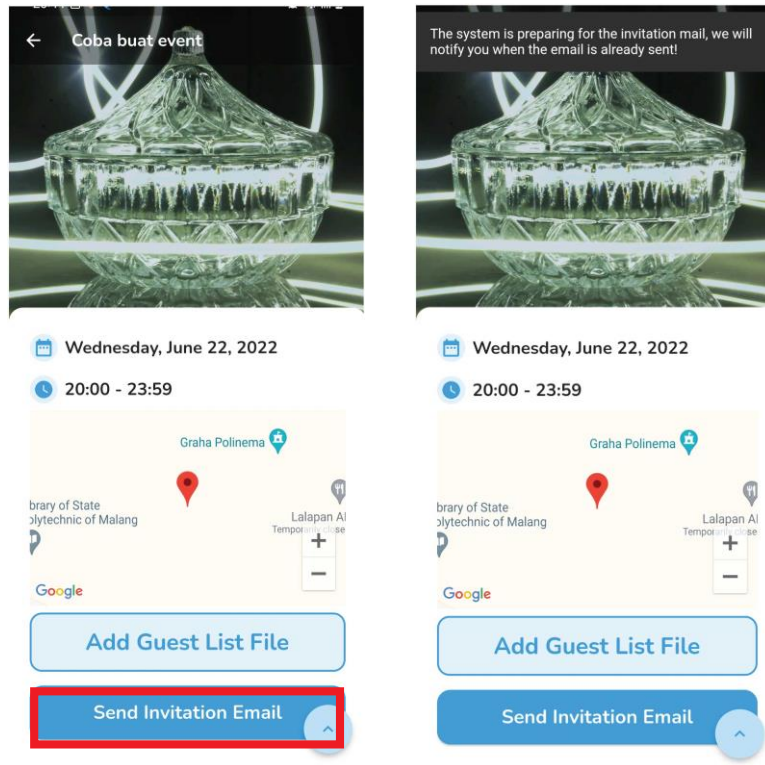 Coba buat event
Wednesday, June 22, 2022
20:00 - 23:59
Graha Polinema
brary of State
olytechnic of Malang
Lalapan Al
Google
+
−
Add Guest List File
Send Invitation Email
The system is preparing for the invitation mail, we will
notify you when the email is already sent!
Wednesday, June 22, 2022
20:00 - 23:59
Graha Polinema
brary of State
olytechnic of Malang
Lalapan Al
Google
+
−
Add Guest List File
Send Invitation Email